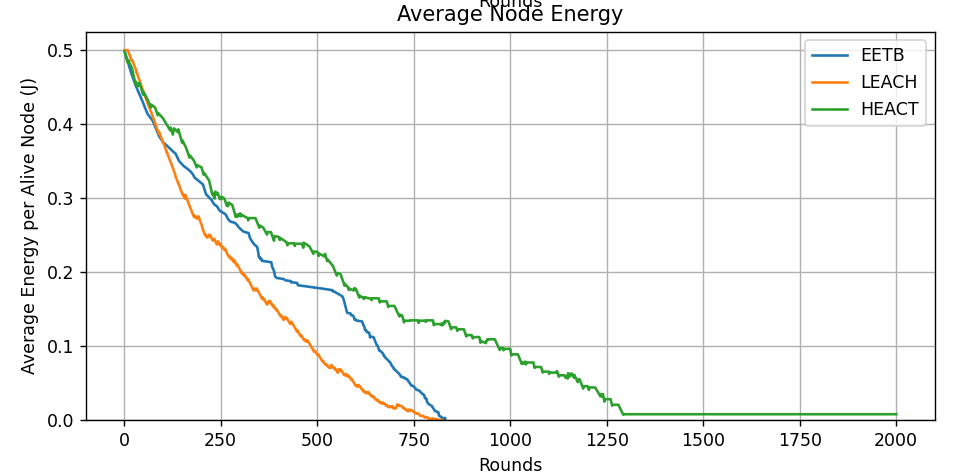 Rounds
Average Node Energy
Average Energy per Alive Node (J)
0.5
0.4
0.3
0.2
0.1
0.0
EETB
LEACH
HEACT
0 250 500 750 1000 1250 1500 1750 2000
Rounds